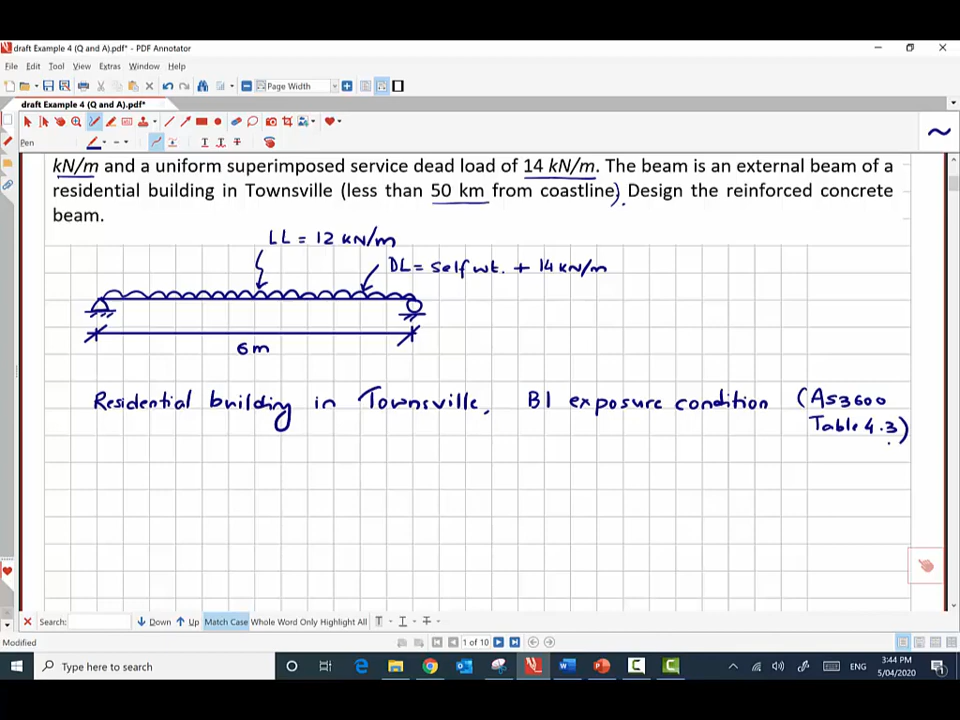 draft Example 4 (Q and A).pdf* - PDF Annotator
File Edit Tool View Extras Window Help
Page Width
draft Example 4 (Q and A).pdf*
Pen
kN/m and a uniform superimposed service dead load of 14 kN/m. The beam is an external beam of a
residential building in Townsville (less than 50 km from coastline). Design the reinforced concrete
beam.
LL = 12 kN/m
DL = self wt. + 14 kN/m
6 m
Residential building in Townsville, B1 exposure condition (AS3600
Table 4.3)
Search: Down Up Match Case Whole Word Only Highlight All
1 of 10
Modified
Type here to search
ENG
3:44 PM
5/04/2020